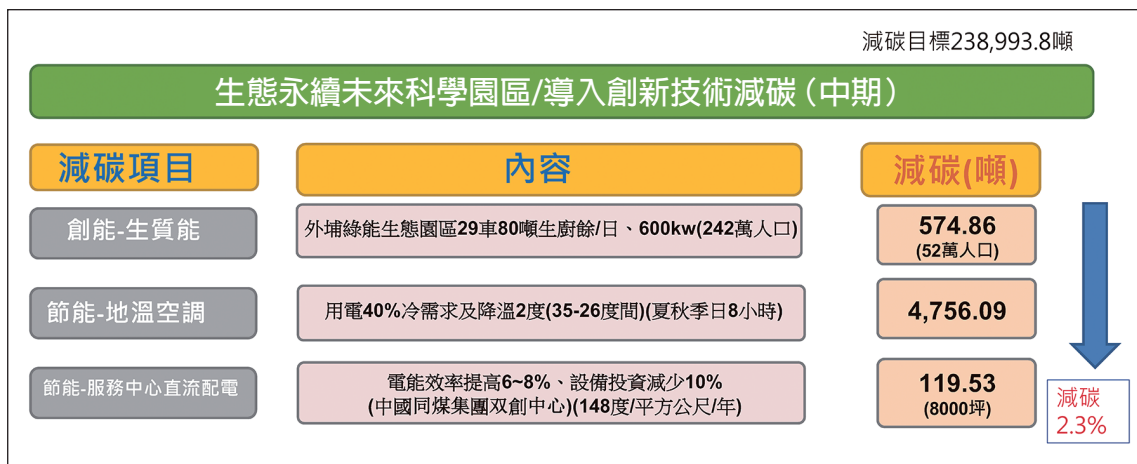 減碳目標238,993.8噸
生態永續未來科學園區/導入創新技術減碳（中期）
減碳項目
內容
減碳(噸)
創能-生質能
外埔綠能生態園區29車80噸生廚餘/日、600kw(242萬人口)
574.86
(52萬人口)
節能-地溫空調
用電40%冷需求及降溫2度(35-26度間)(夏秋季日8小時)
4,756.09
節能-服務中心直流配電
電能效率提高6~8%、設備投資減少10%
(中國同煤集團双創中心)(148度/平方公尺/年)
119.53
(8000坪)
減碳
2.3%